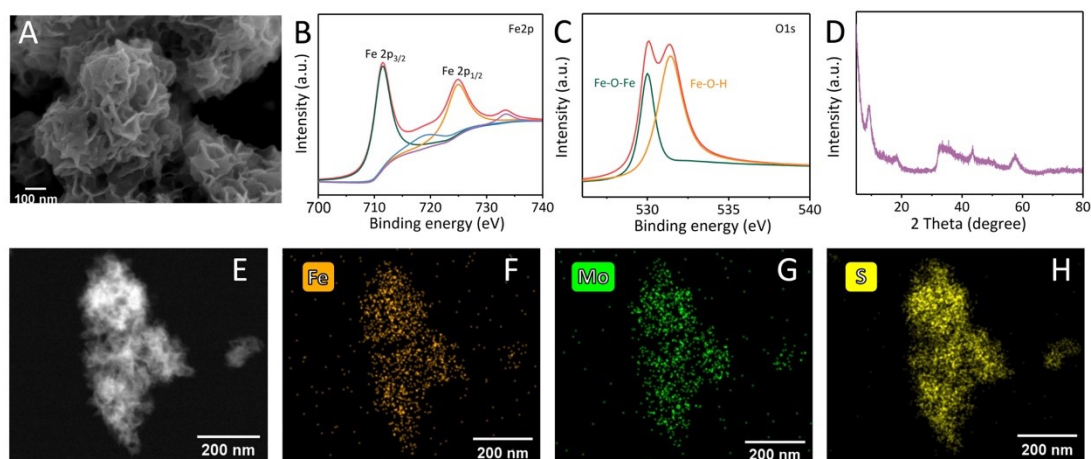 A
100 nm
B
Fe2p
Fe 2p3/2
Fe 2p1/2
Intensity (a.u.)
700 710 720 730 740
Binding energy (eV)
C
O1s
Fe-O-Fe
Fe-O-H
Intensity (a.u.)
530 535 540
Binding energy (eV)
D
Intensity (a.u.)
20 40 60 80
2 Theta (degree)
E
200 nm
Fe
F
200 nm
Mo
G
200 nm
S
H
200 nm